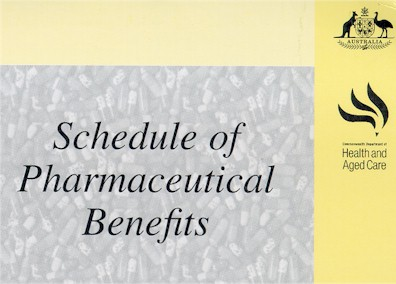 AUSTRALIA
Schedule of
Pharmaceutical
Benefits
Commonwealth Department of
Health and
Aged Care